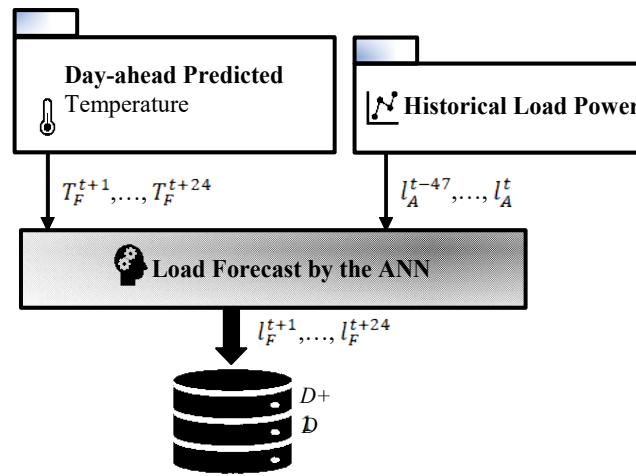 Day-ahead Predicted
Temperature
Historical Load Power
T_F^{t+1},..., T_F^{t+24}
l_A^{t-47},..., l_A^{t}
Load Forecast by the ANN
l_F^{t+1},..., l_F^{t+24}
D+